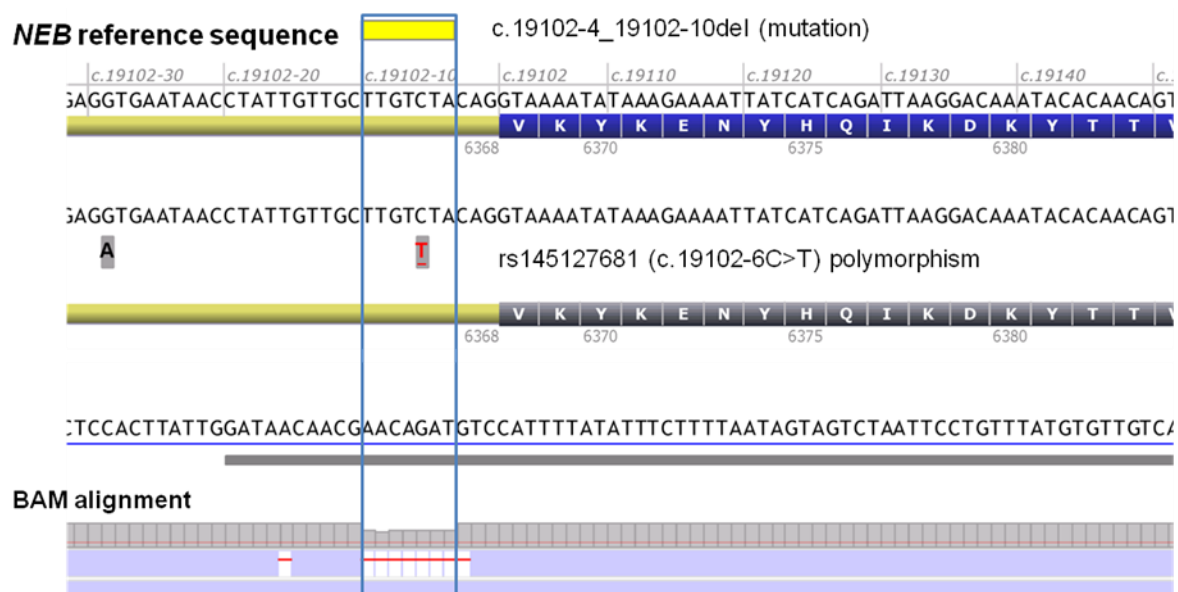 NEB reference sequence
c.19102-4_19102-10del (mutation)
c.19102-30 c.19102-20 c.19102-10 c.19102 c.19110 c.19120 c.19130 c.19140 c.
GAGGTGAATAACCTATTGTTGCTTGTCTACAGGTAAAATATAAAGAAAATTATCATCAGATTAAGGACAAATACACAACAGT
V K Y K E N Y H Q I K D K Y T T
6368 6370 6375 6380
GAGGTGAATAACCTATTGTTGCTTGTCTACAGGTAAAATATAAAGAAAATTATCATCAGATTAAGGACAAATACACAACAGT
A T rs145127681 (c.19102-6C>T) polymorphism
V K Y K E N Y H Q I K D K Y T T
6368 6370 6375 6380
CTCCACTTATTGGATAACAACGAACAGATGTCCATTTTATATTTCTTTTAATAGTAGTCTAATTCCTGTTTATGTGTTGTCA
BAM alignment